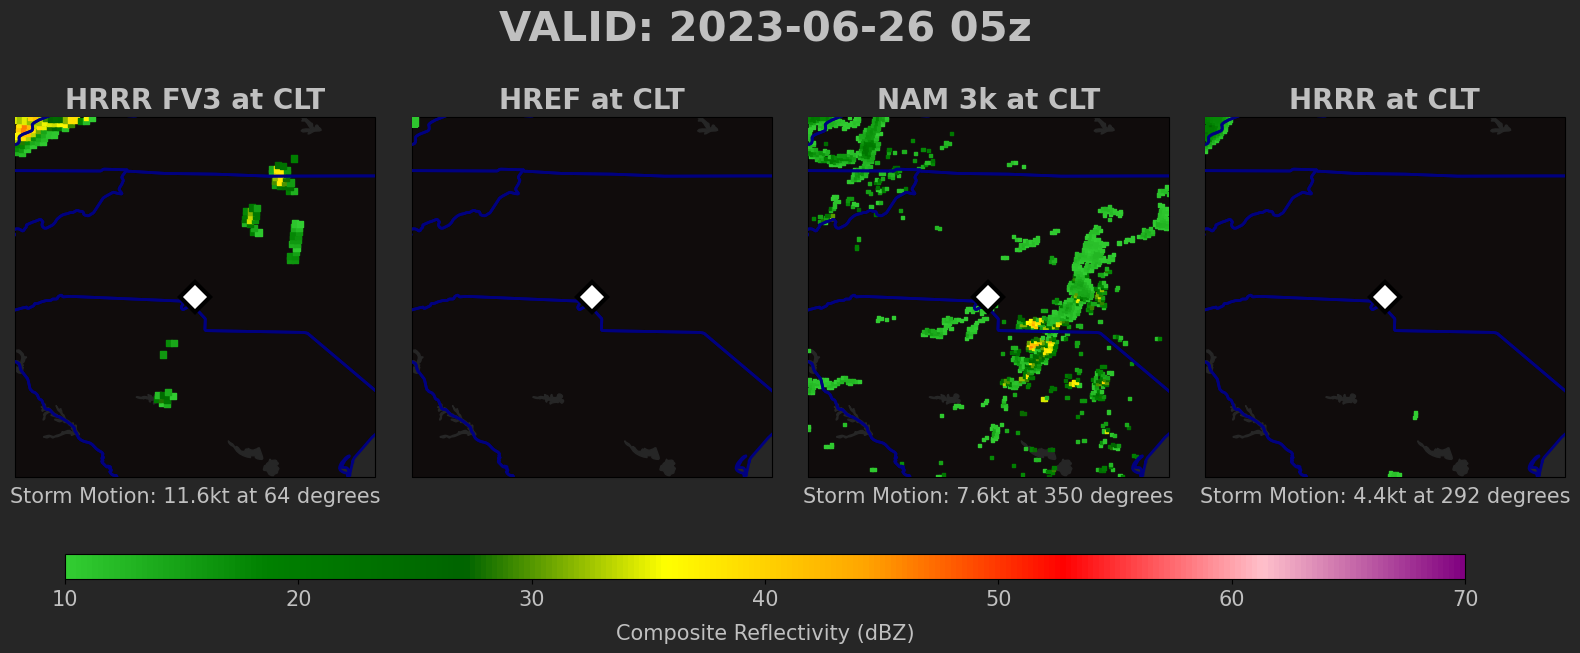 VALID: 2023-06-26 05z
HRRR FV3 at CLT
HREF at CLT
NAM 3k at CLT
HRRR at CLT
Storm Motion: 11.6kt at 64 degrees
Storm Motion: 7.6kt at 350 degrees
Storm Motion: 4.4kt at 292 degrees
10 20 30 40 50 60 70
Composite Reflectivity (dBZ)